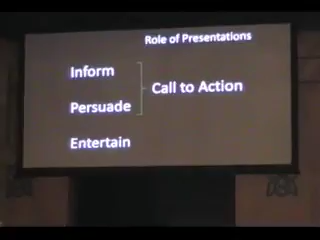 Role of Presentations
Inform
Call to Action
Persuade
Entertain